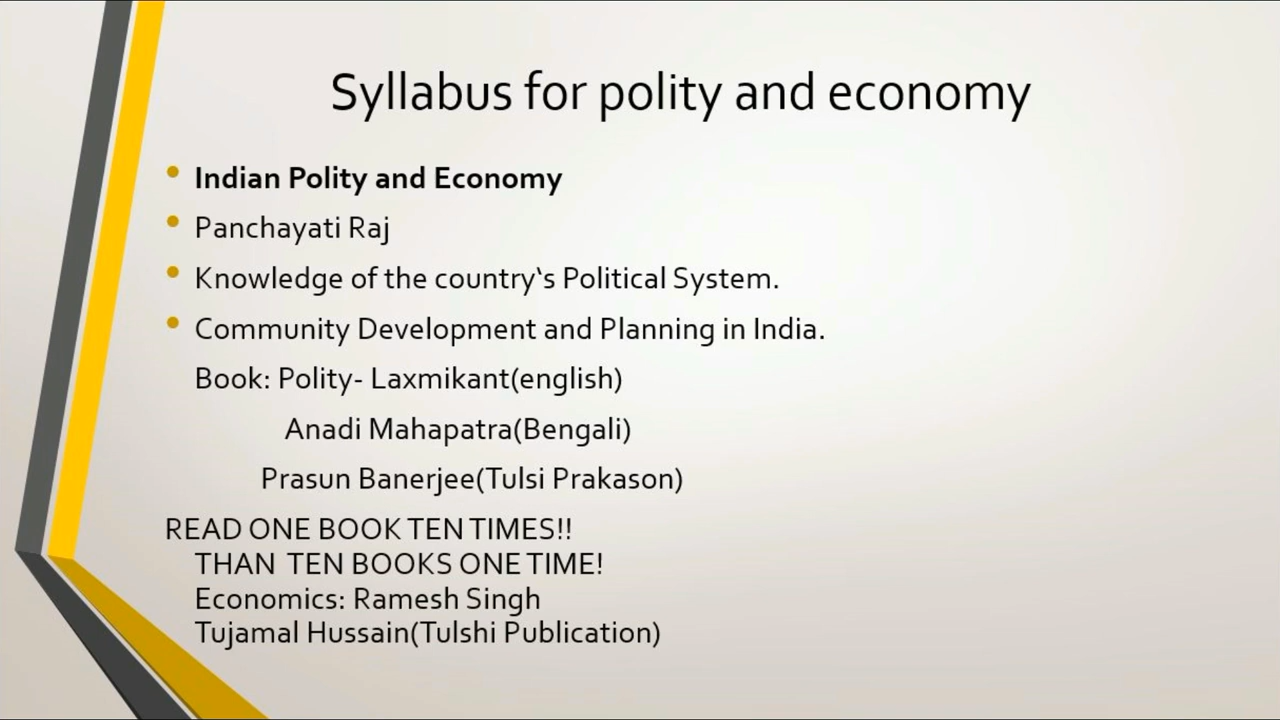 Syllabus for polity and economy
Indian Polity and Economy
Panchayati Raj
Knowledge of the country‘s Political System.
Community Development and Planning in India.
Book: Polity- Laxmikant(english)
Anadi Mahapatra(Bengali)
Prasun Banerjee(Tulsi Prakason)
READ ONE BOOK TEN TIMES!!
THAN TEN BOOKS ONE TIME!
Economics: Ramesh Singh
Tujamal Hussain(Tulshi Publication)